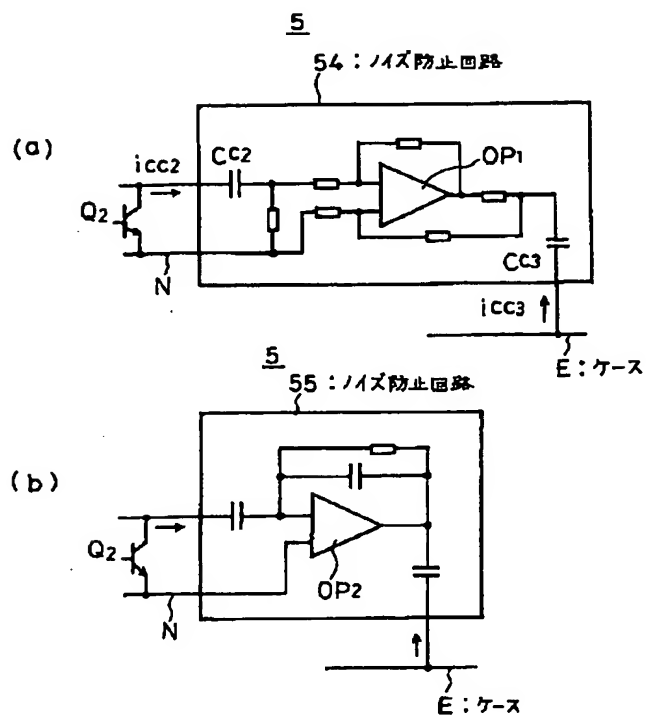 5
54:ノイズ防止回路
(a)
icc2
Cc2
OP1
Q2
Cc3
N
icc3
E:ケース
5
55:ノイズ防止回路
(b)
Q2
OP2
N
E:ケース